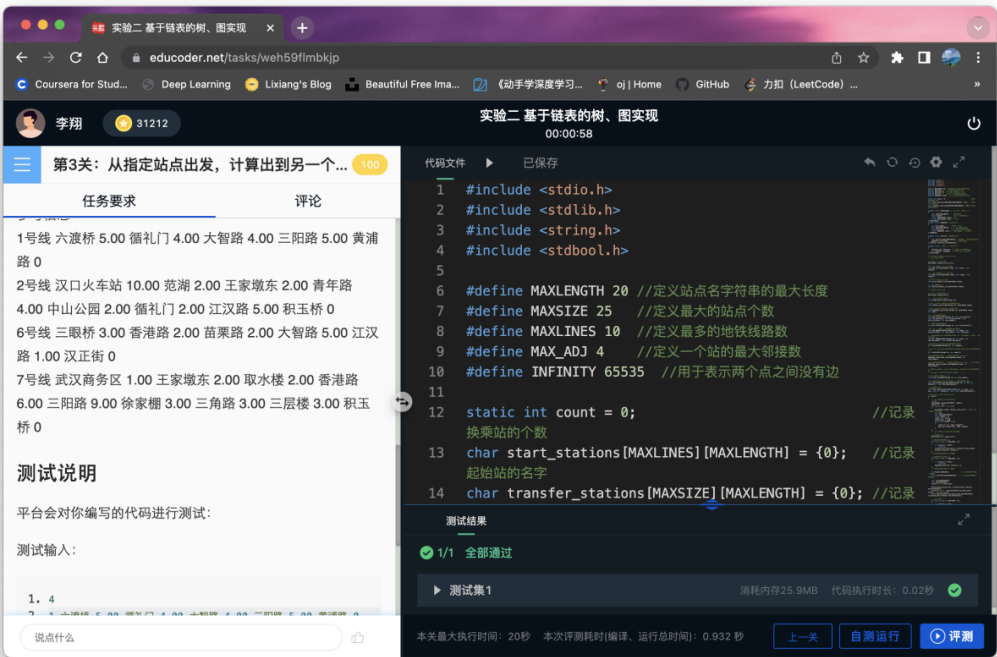 头歌 实验二 基于链表的树、图实现
educoder.net/tasks/weh59flmbkjp
Coursera for Stud... Deep Learning Lixiang's Blog Beautiful Free Ima... 《动手学深度学习... oj | Home GitHub 力扣（LeetCode）... »
李翔 31212
实验二 基于链表的树、图实现
00:00:58
第3关：从指定站点出发，计算出到另一个... 100
任务要求 评论
1号线 六渡桥 5.00 循礼门 4.00 大智路 4.00 三阳路 5.00 黄浦
路 0
2号线 汉口火车站 10.00 范湖 2.00 王家墩东 2.00 青年路
4.00 中山公园 2.00 循礼门 2.00 江汉路 5.00 积玉桥 0
6号线 三眼桥 3.00 香港路 2.00 苗栗路 2.00 大智路 5.00 江汉
路 1.00 汉正街 0
7号线 武汉商务区 1.00 王家墩东 2.00 取水楼 2.00 香港路
6.00 三阳路 9.00 徐家棚 3.00 三角路 3.00 三层楼 3.00 积玉
桥 0
测试说明
平台会对你编写的代码进行测试：
测试输入：
1. 4
说点什么
代码文件 已保存
1 #include <stdio.h>
2 #include <stdlib.h>
3 #include <string.h>
4 #include <stdbool.h>
5
6 #define MAXLENGTH 20 //定义站点名字符串的最大长度
7 #define MAXSIZE 25 //定义最大的站点个数
8 #define MAXLINES 10 //定义最多的地铁线路数
9 #define MAX_ADJ 4 //定义一个站的最大邻接数
10 #define INFINITY 65535 //用于表示两个点之间没有边
11
12 static int count = 0; //记录
换乘站的个数
13 char start_stations[MAXLINES][MAXLENGTH] = {0}; //记录
起始站的名字
14 char transfer_stations[MAXSIZE][MAXLENGTH] = {0}; //记录
测试结果
1/1 全部通过
测试集1 消耗内存25.9MB 代码执行时长：0.02秒
本关最大执行时间：20秒 本次评测耗时(编译、运行总时间)：0.932 秒 上一关 自测运行 评测